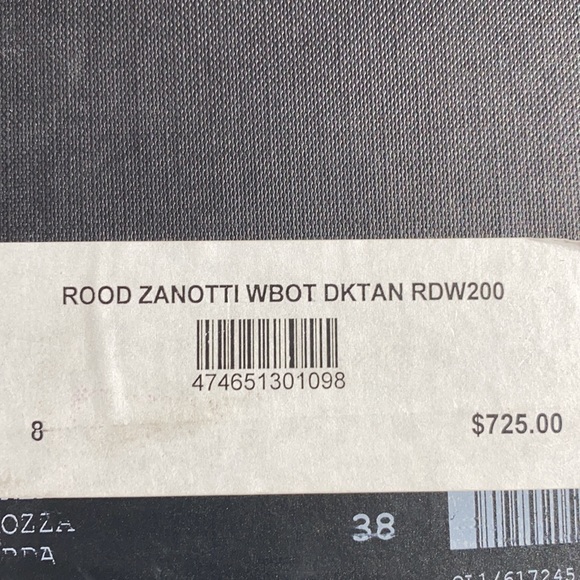 ROOD ZANOTTI WBOT DKTAN RDW200
474651301098
8
$725.00
38